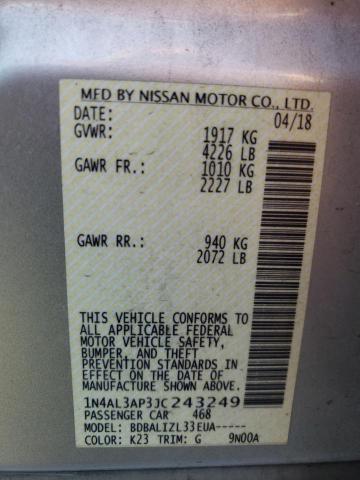 MFD BY NISSAN MOTOR CO., LTD.
DATE: 04/18
GVWR: 1917 KG
4226 LB
GAWR FR.: 1010 KG
2227 LB
GAWR RR.: 940 KG
2072 LB
THIS VEHICLE CONFORMS TO
ALL APPLICABLE FEDERAL
MOTOR VEHICLE SAFETY,
BUMPER, AND THEFT
PREVENTION STANDARDS
IN EFFECT ON THE DATE OF
MANUFACTURE SHOWN ABOVE.
1N4AL3AP3JC243249
PASSENGER CAR 468
MODEL: BDBALIZL33EUA-----
COLOR: K23 TRIM: G 9N00A